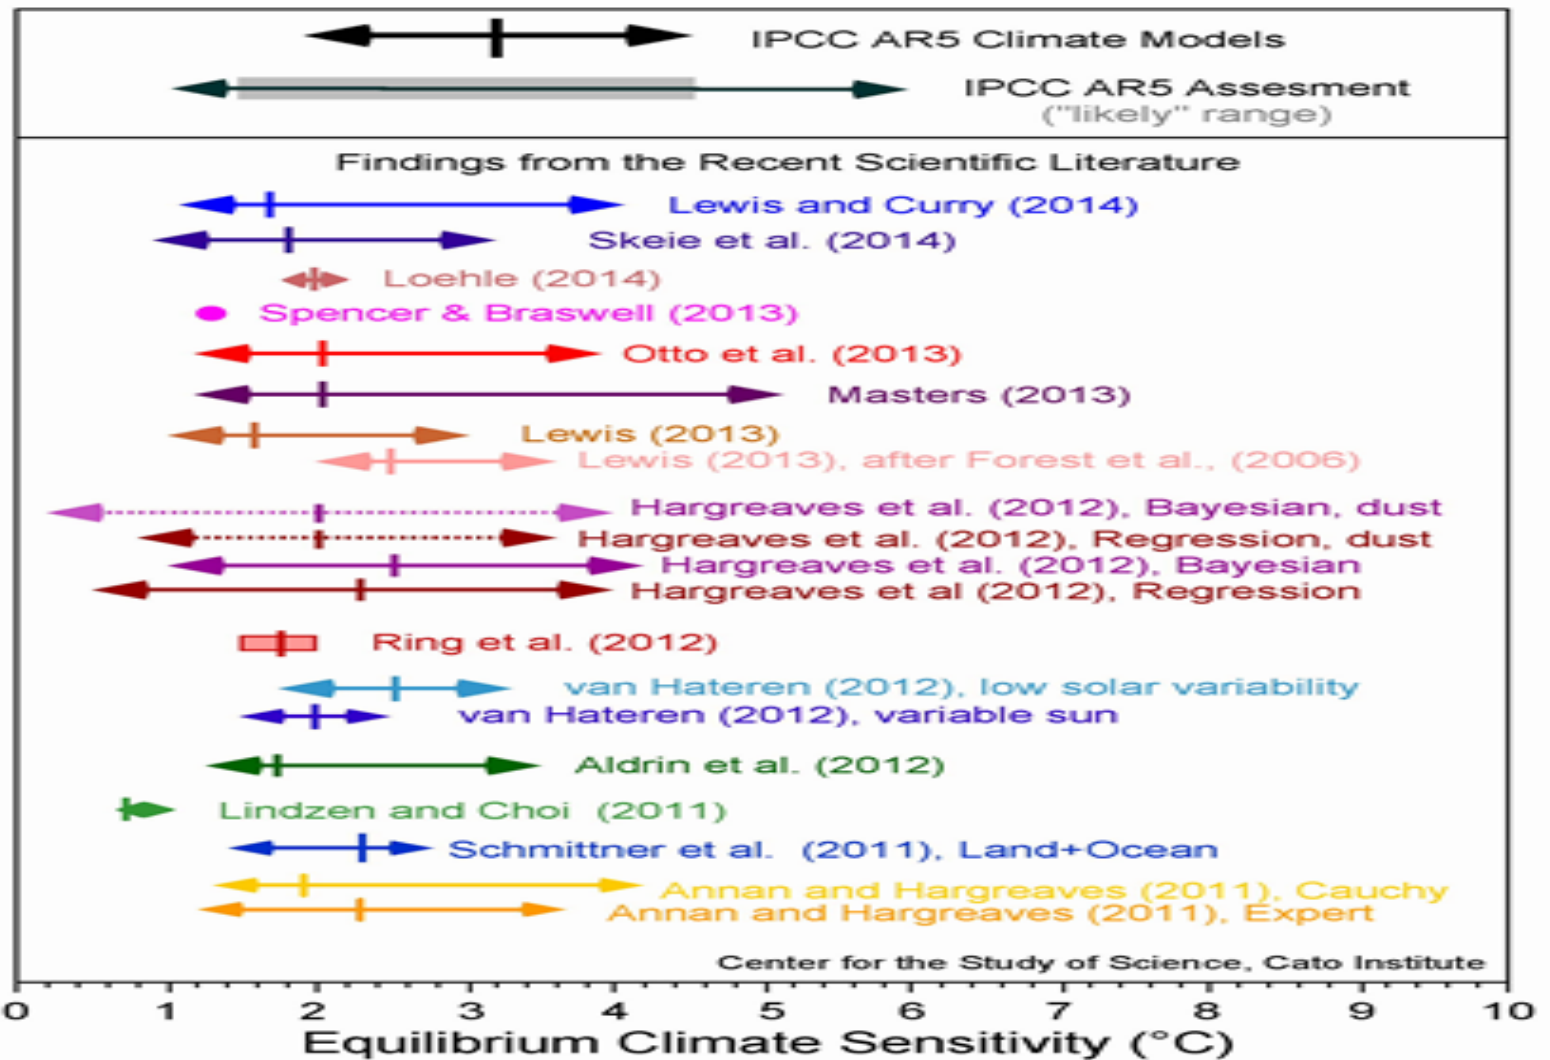 IPCC AR5 Climate Models
IPCC AR5 Assesment
("likely" range)
Findings from the Recent Scientific Literature
Lewis and Curry (2014)
Skeie et al. (2014)
Loehle (2014)
Spencer & Braswell (2013)
Otto et al. (2013)
Masters (2013)
Lewis (2013)
Lewis (2013), after Forest et al., (2006)
Hargreaves et al. (2012), Bayesian, dust
Hargreaves et al. (2012), Regression, dust
Hargreaves et al. (2012), Bayesian
Hargreaves et al (2012), Regression
Ring et al. (2012)
van Hateren (2012), low solar variability
van Hateren (2012), variable sun
Aldrin et al. (2012)
Lindzen and Choi (2011)
Schmittner et al. (2011), Land+Ocean
Annan and Hargreaves (2011), Cauchy
Annan and Hargreaves (2011), Expert
Center for the Study of Science, Cato Institute
0 1 2 3 4 5 6 7 8 9 10
Equilibrium Climate Sensitivity (°C)